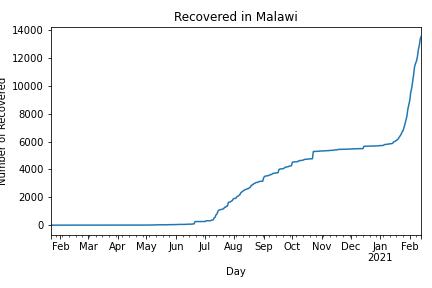 Recovered in Malawi
14000
12000
10000
8000
6000
4000
2000
0
Number of Recovered
Feb Mar Apr May Jun Jul Aug Sep Oct Nov Dec Jan Feb
2021
Day